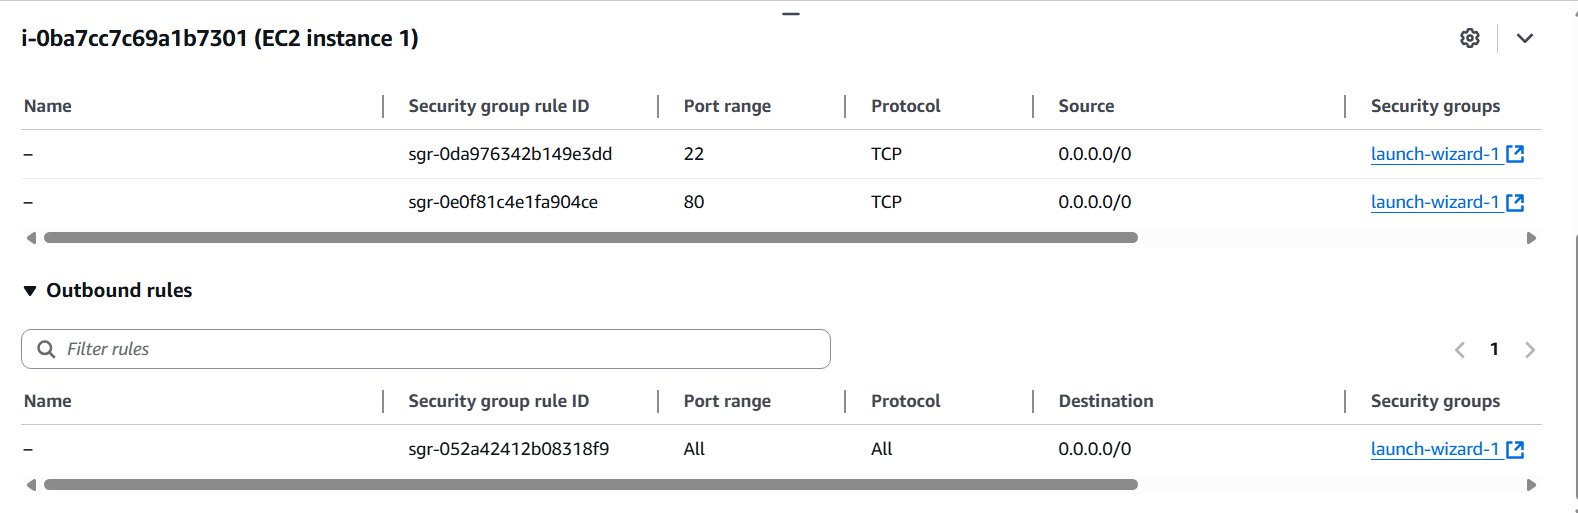 i-0ba7cc7c69a1b7301 (EC2 instance 1)
Name Security group rule ID Port range Protocol Source Security groups
– sgr-0da976342b149e3dd 22 TCP 0.0.0.0/0 launch-wizard-1
– sgr-0e0f81c4e1fa904ce 80 TCP 0.0.0.0/0 launch-wizard-1
Outbound rules
Filter rules
1
Name Security group rule ID Port range Protocol Destination Security groups
– sgr-052a42412b08318f9 All All 0.0.0.0/0 launch-wizard-1